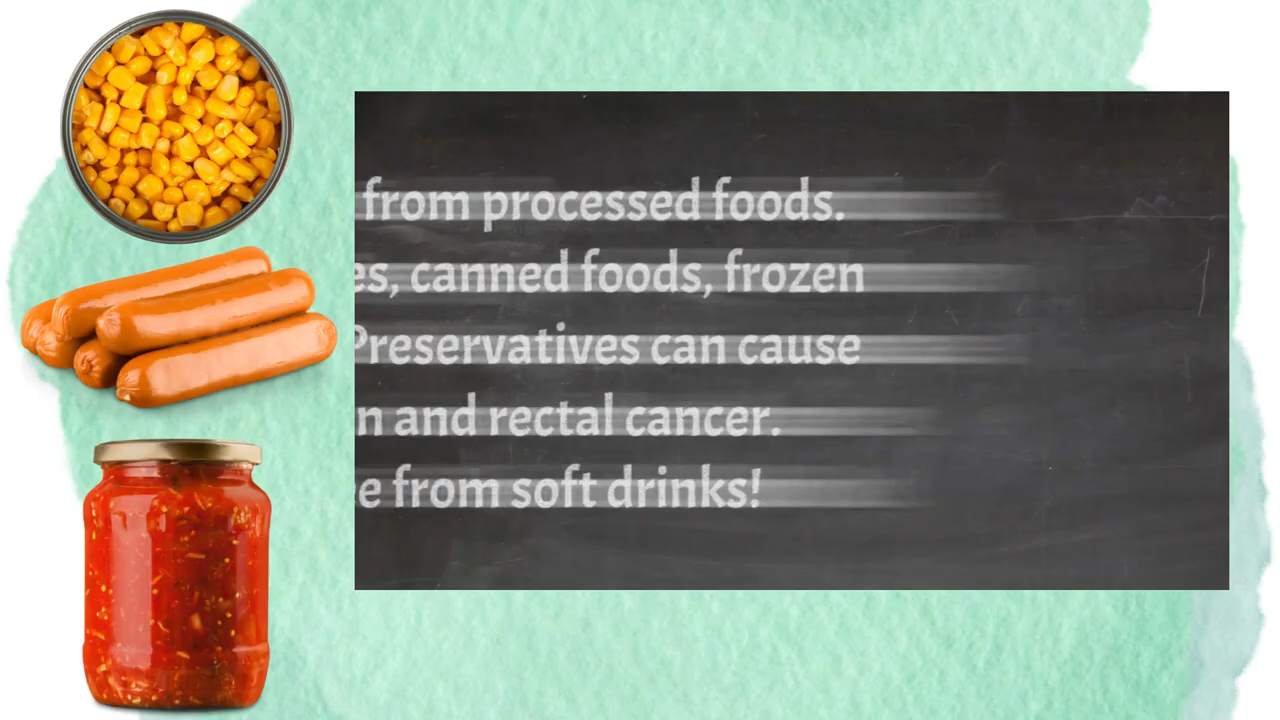 from processed foods.
es, canned foods, frozen
Preservatives can cause
n and rectal cancer.
e from soft drinks!